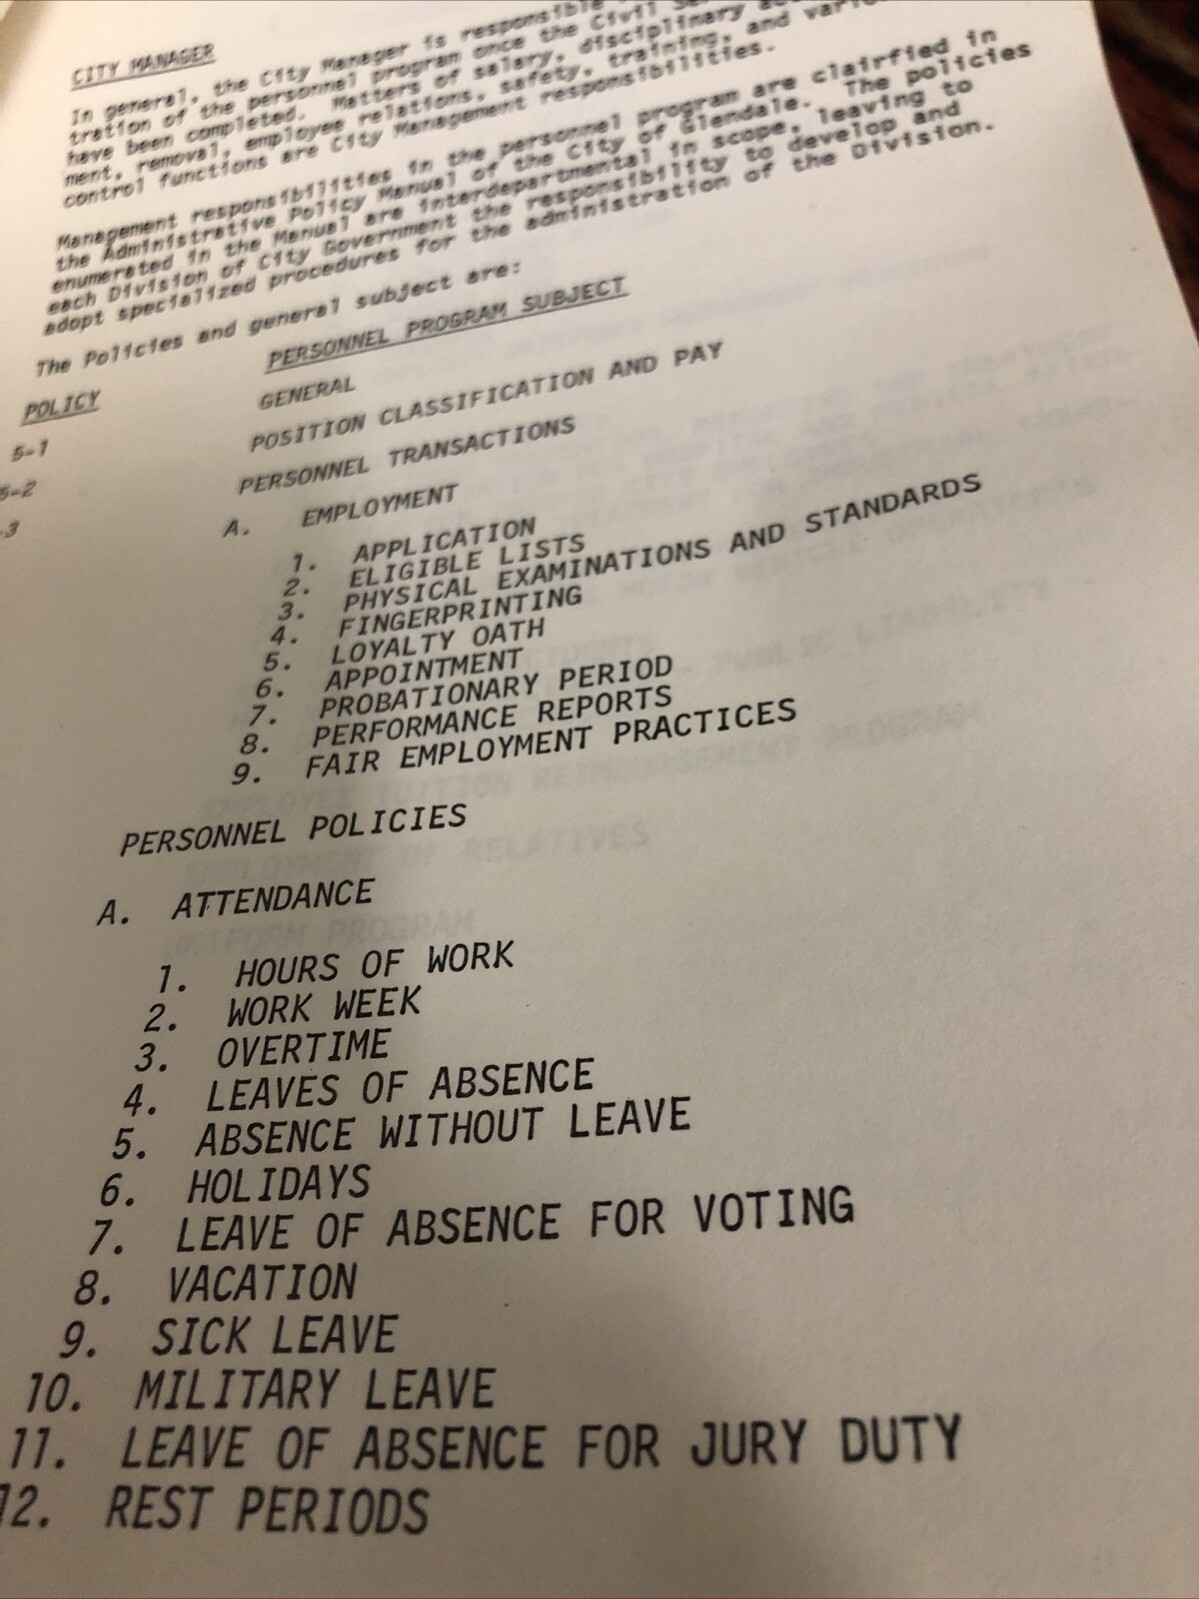 CITY MANAGER
In general, the City Manager is responsible
tration of the personnel program once the Civil
have been completed. Matters of salary, disciplinary
ment, removal, employee relations, safety, training, and
control functions are City Management responsibilities.
Management responsibilities in the personnel program are clairfied in
the Administrative Policy Manual of the City of Glendale. The policies
enumerated in the Manual are interdepartmental in scope, leaving to
each Division of City Government the responsibility to develop and
adopt specialized procedures for the administration of the Division.
The Policies and general subject are:
POLICY PERSONNEL PROGRAM SUBJECT
5-1 GENERAL
5-2 POSITION CLASSIFICATION AND PAY
-3 PERSONNEL TRANSACTIONS
A. EMPLOYMENT
1. APPLICATION
2. ELIGIBLE LISTS
3. PHYSICAL EXAMINATIONS AND STANDARDS
4. FINGERPRINTING
5. LOYALTY OATH
6. APPOINTMENT
7. PROBATIONARY PERIOD
8. PERFORMANCE REPORTS
9. FAIR EMPLOYMENT PRACTICES
PERSONNEL POLICIES
A. ATTENDANCE
1. HOURS OF WORK
2. WORK WEEK
3. OVERTIME
4. LEAVES OF ABSENCE
5. ABSENCE WITHOUT LEAVE
6. HOLIDAYS
7. LEAVE OF ABSENCE FOR VOTING
8. VACATION
9. SICK LEAVE
10. MILITARY LEAVE
11. LEAVE OF ABSENCE FOR JURY DUTY
12. REST PERIODS